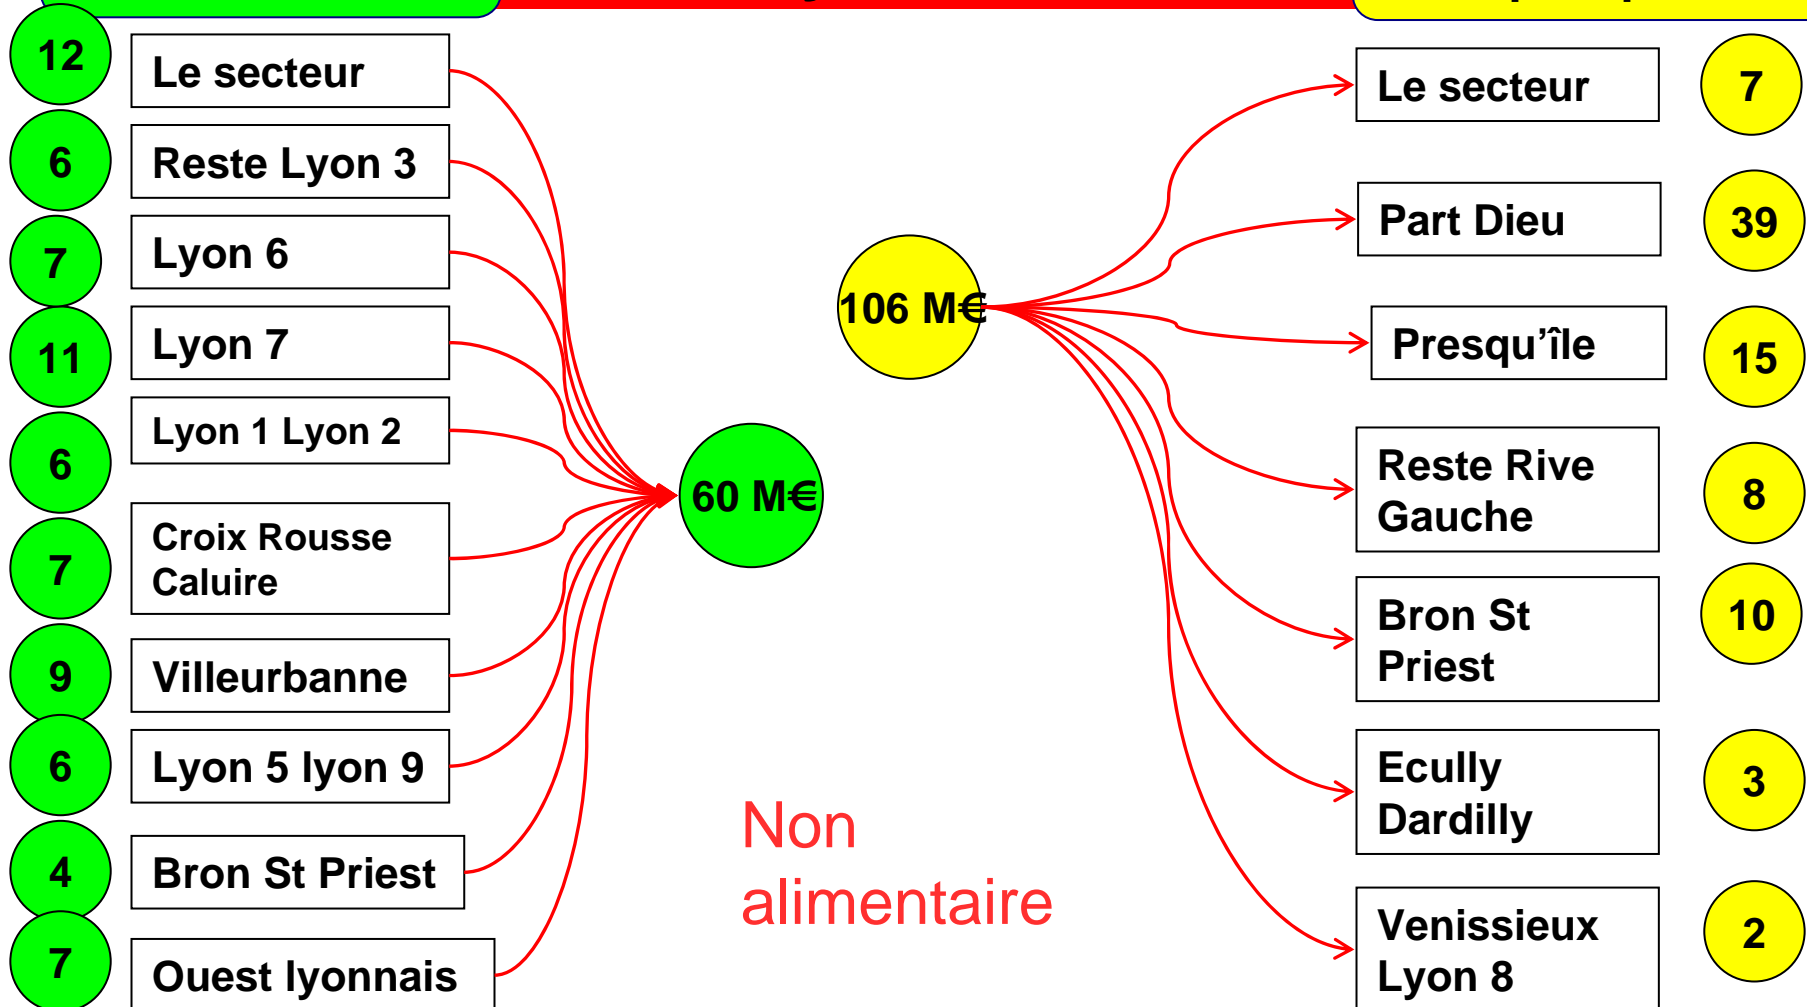 12
Le secteur
6
Reste Lyon 3
7
Lyon 6
11
Lyon 7
6
Lyon 1 Lyon 2
7
Croix Rousse
Caluire
9
Villeurbanne
6
Lyon 5 lyon 9
4
Bron St Priest
7
Ouest lyonnais
60 M€
106 M€
Non
alimentaire
Le secteur
7
Part Dieu
39
Presqu’île
15
Reste Rive
Gauche
8
Bron St
Priest
10
Ecully
Dardilly
3
Venissieux
Lyon 8
2